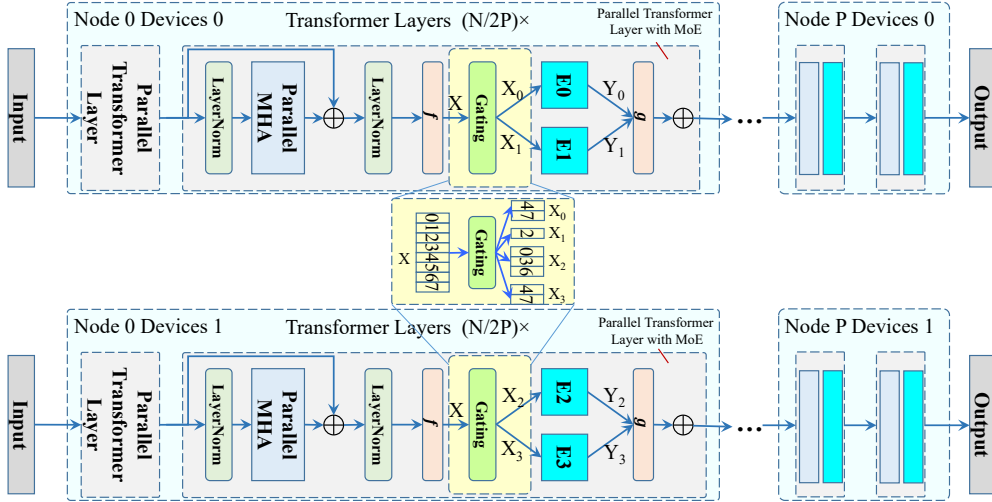 Node 0 Devices 0
Transformer Layers (N/2P)×
Parallel Transformer
Layer with MoE
Node P Devices 0
Input
Parallel
Transformer
Layer
LayerNorm
Parallel
MHA
LayerNorm
f
X
Gating
X0
X1
E0
E1
Y0
Y1
g
...
Output
X
01234567
Gating
47
X0
2
X1
036
X2
47
X3
Node 0 Devices 1
Transformer Layers (N/2P)×
Parallel Transformer
Layer with MoE
Node P Devices 1
Input
Parallel
Transformer
Layer
LayerNorm
Parallel
MHA
LayerNorm
f
X
Gating
X2
X3
E2
E3
Y2
Y3
g
...
Output